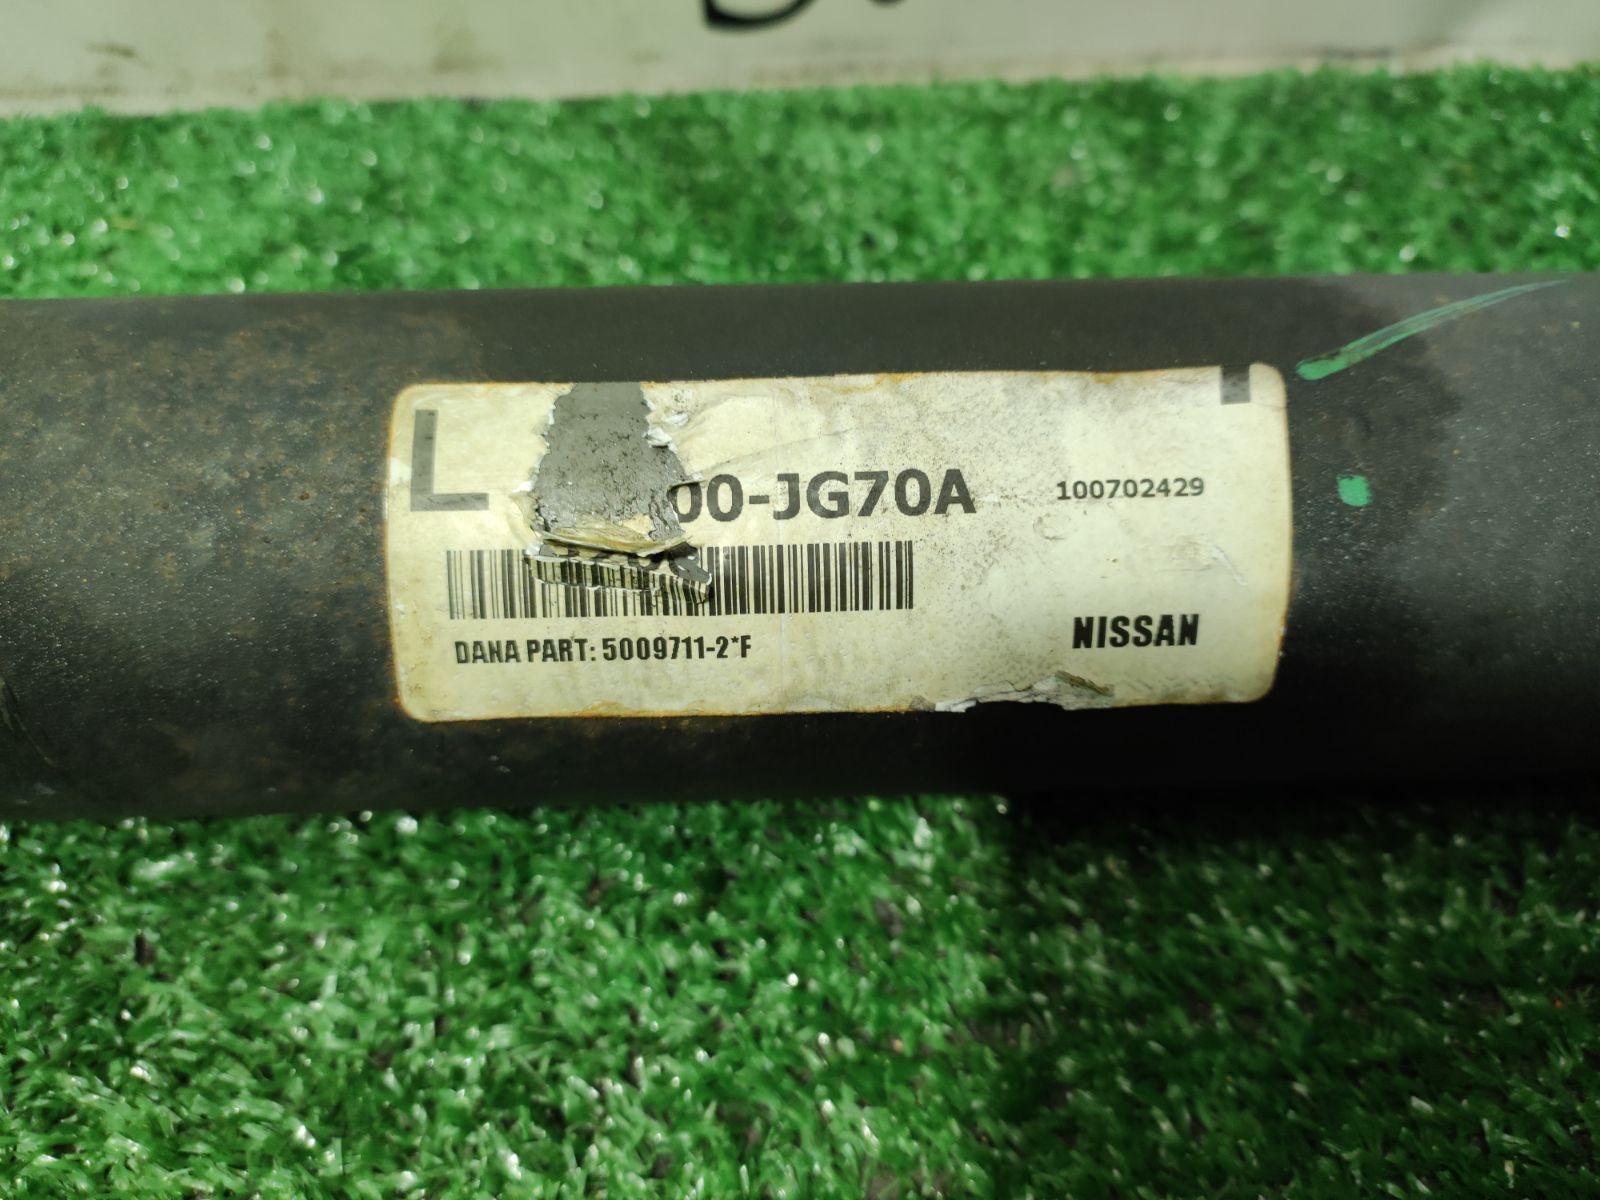 L
00-JG70A 100702429
DANA PART: 5009711-2*F
NISSAN